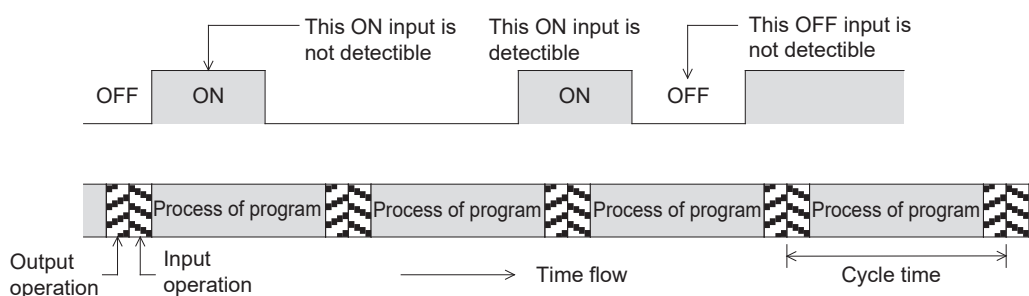 This ON input is
not detectible
This ON input is
detectible
This OFF input is
not detectible
OFF
ON
ON
OFF
Process of program
Process of program
Process of program
Process of program
Output
operation
Input
operation
Time flow
Cycle time